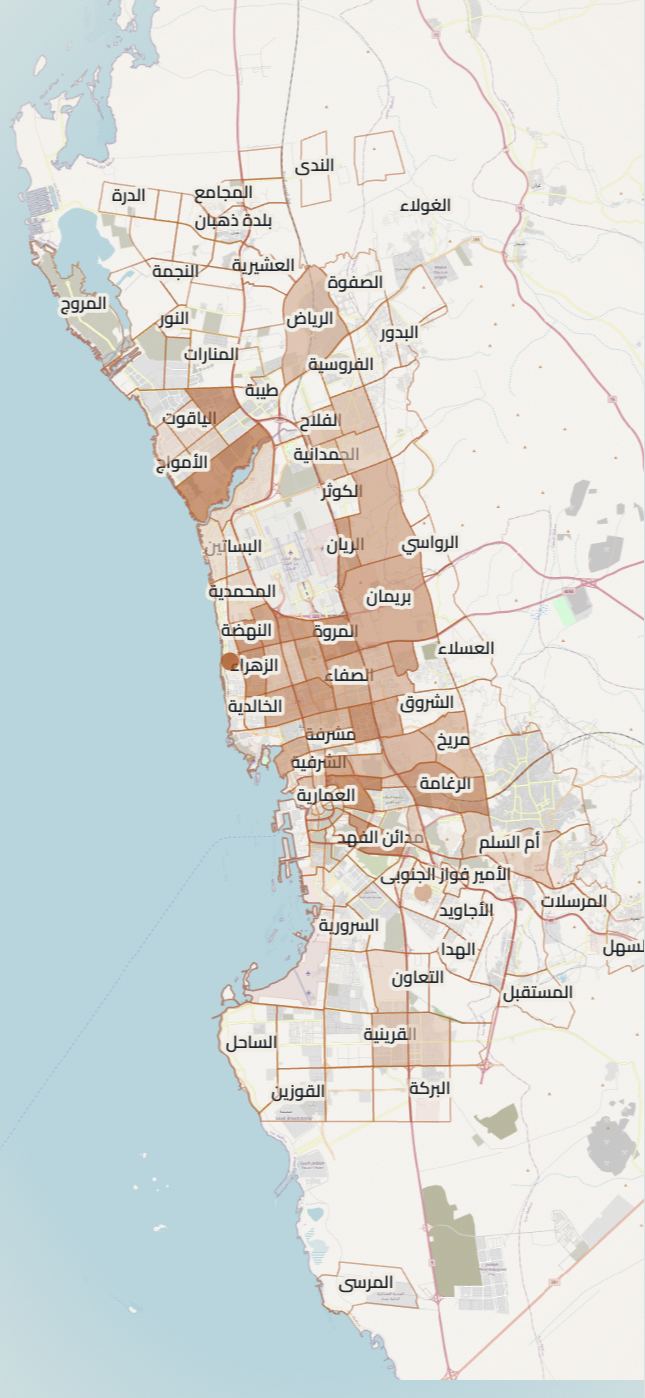 الندى
الدرة
المجامع
بلدة ذهبان
الغولاء
النجمة
العشيرية
الصفوة
المروج
النور
الرياض
البدور
المنارات
الفروسية
طيبة
الياقوت
الفلاح
الحمدانية
الأمواج
الكوثر
البساتين
الريان
الرواسي
المحمدية
بريمان
النهضة
المروة
العسلاء
الزهراء
الصفاء
الخالدية
الشروق
مشرفة
مريخ
الشرفية
الرغامة
العمارية
مدائن الفهد
أم السلم
الأمير فواز الجنوبى
المرسلات
الأجاويد
السرورية
الهدا
لسهل
التعاون
المستقبل
القرينية
الساحل
البركة
القوزين
المرسى